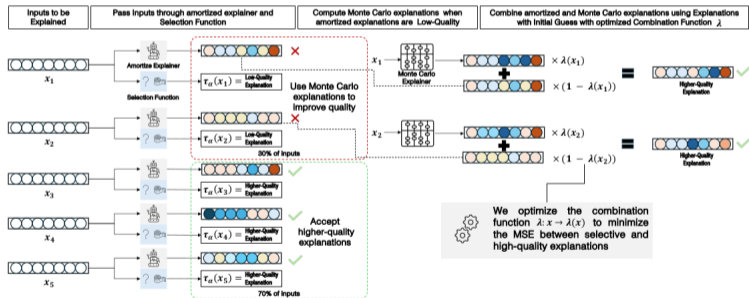 Inputs to be
Explained
Pass Inputs through amortized explainer and
Selection Function
Compute Monte Carlo explanations when
amortized explanations are Low-Quality
Combine amortized and Monte Carlo explanations using Explanations
with Initial Guess with optimized Combination Function λ
x₁
Amortize Explainer
Selection Function
τα(x₁) = Low-Quality
Explanation
x₂
τα(x₂) = Low-Quality
Explanation
30% of inputs
Use Monte Carlo
explanations to
improve quality
x₃
τα(x₃) = Higher-Quality
Explanation
x₄
τα(x₄) = Higher-Quality
Explanation
x₅
τα(x₅) = Higher-Quality
Explanation
Accept
higher-quality
explanations
70% of inputs
x₁
Monte Carlo
Explainer
× λ(x₁)
+
× (1 − λ(x₁))
=
Higher-Quality
Explanation
x₂
× λ(x₂)
+
× (1 − λ(x₂))
=
Higher-Quality
Explanation
We optimize the combination
function λ: x → λ(x) to minimize
the MSE between selective and
high-quality explanations